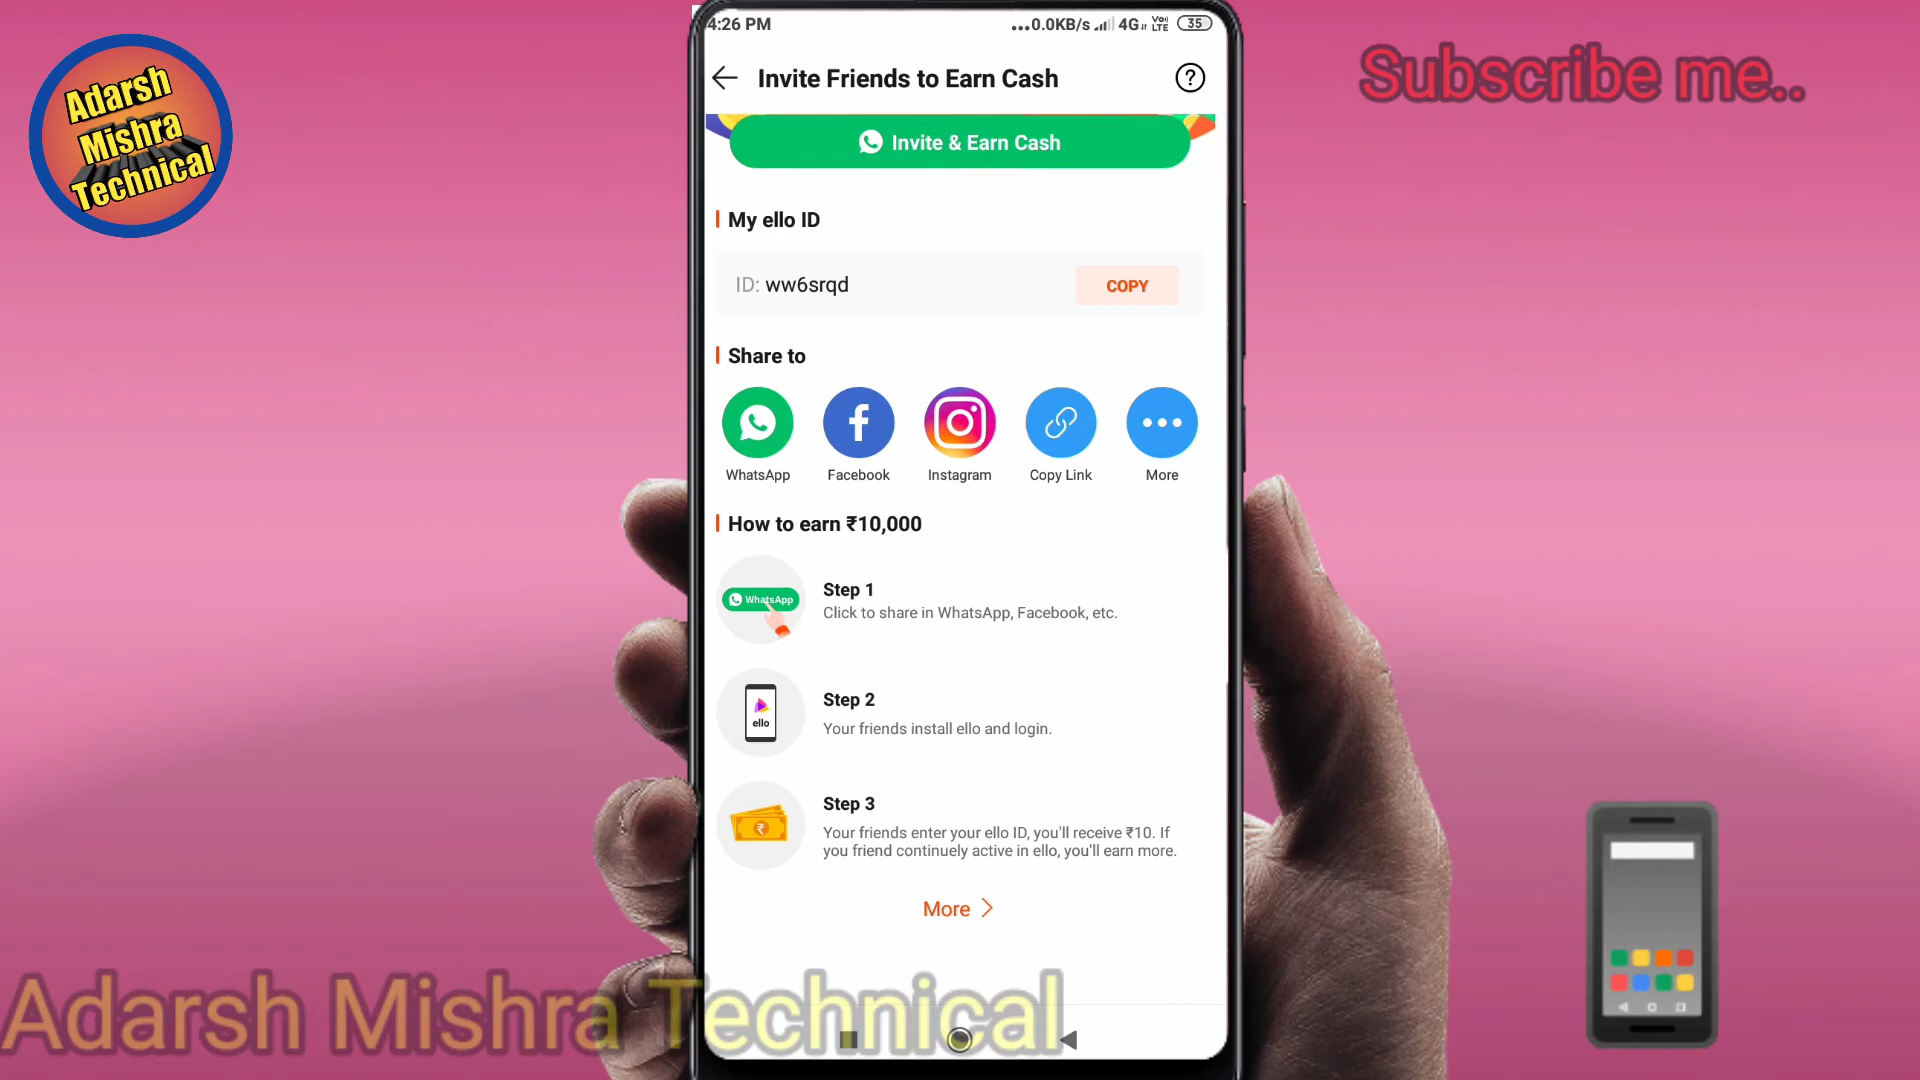 Adarsh
Mishra
Technical
Subscribe me..
4:26 PM
...0.0KB/s 4G Vo) LTE 35
Invite Friends to Earn Cash ?
Invite & Earn Cash
My ello ID
ID: ww6srqd COPY
Share to
WhatsApp Facebook Instagram Copy Link More
How to earn ₹10,000
WhatsApp
Step 1
Click to share in WhatsApp, Facebook, etc.
ello
Step 2
Your friends install ello and login.
₹
Step 3
Your friends enter your ello ID, you'll receive ₹10. If
you friend continuely active in ello, you'll earn more.
More >
Adarsh Mishra Technical